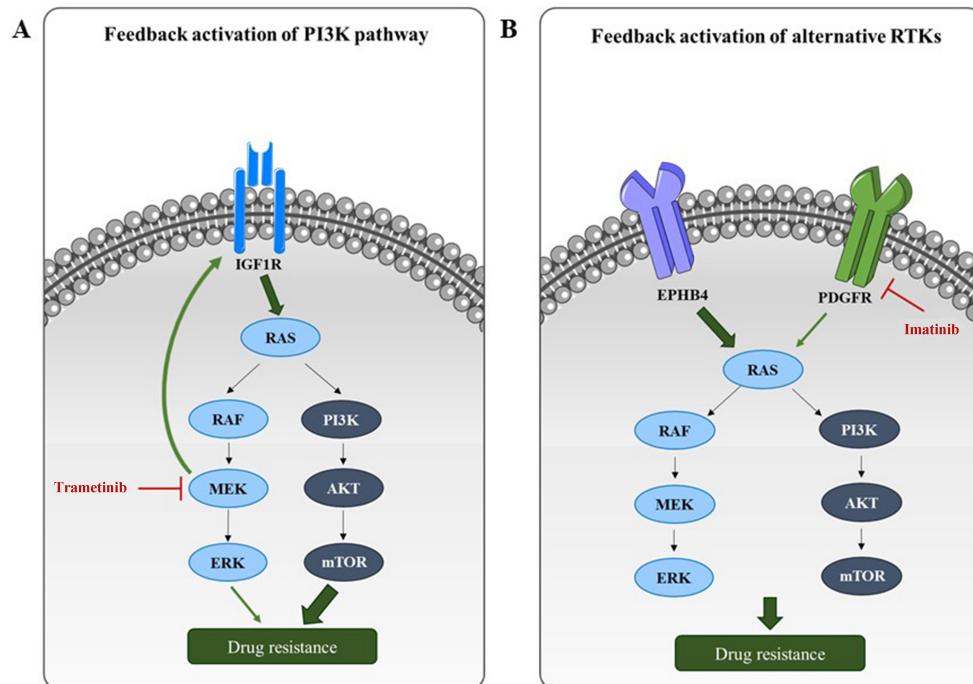 A
Feedback activation of PI3K pathway
IGF1R
RAS
RAF
PI3K
Trametinib
MEK
AKT
ERK
mTOR
Drug resistance
B
Feedback activation of alternative RTKs
EPHB4
PDGFR
Imatinib
RAS
RAF
PI3K
MEK
AKT
ERK
mTOR
Drug resistance